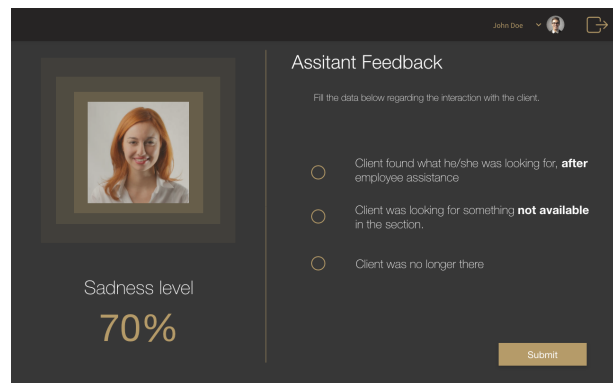 John Doe
Assitant Feedback
Fill the data below regarding the interaction with the client.
Client found what he/she was looking for, after
employee assistance
Client was looking for something not available
in the section.
Client was no longer there
Sadness level
70%
Submit